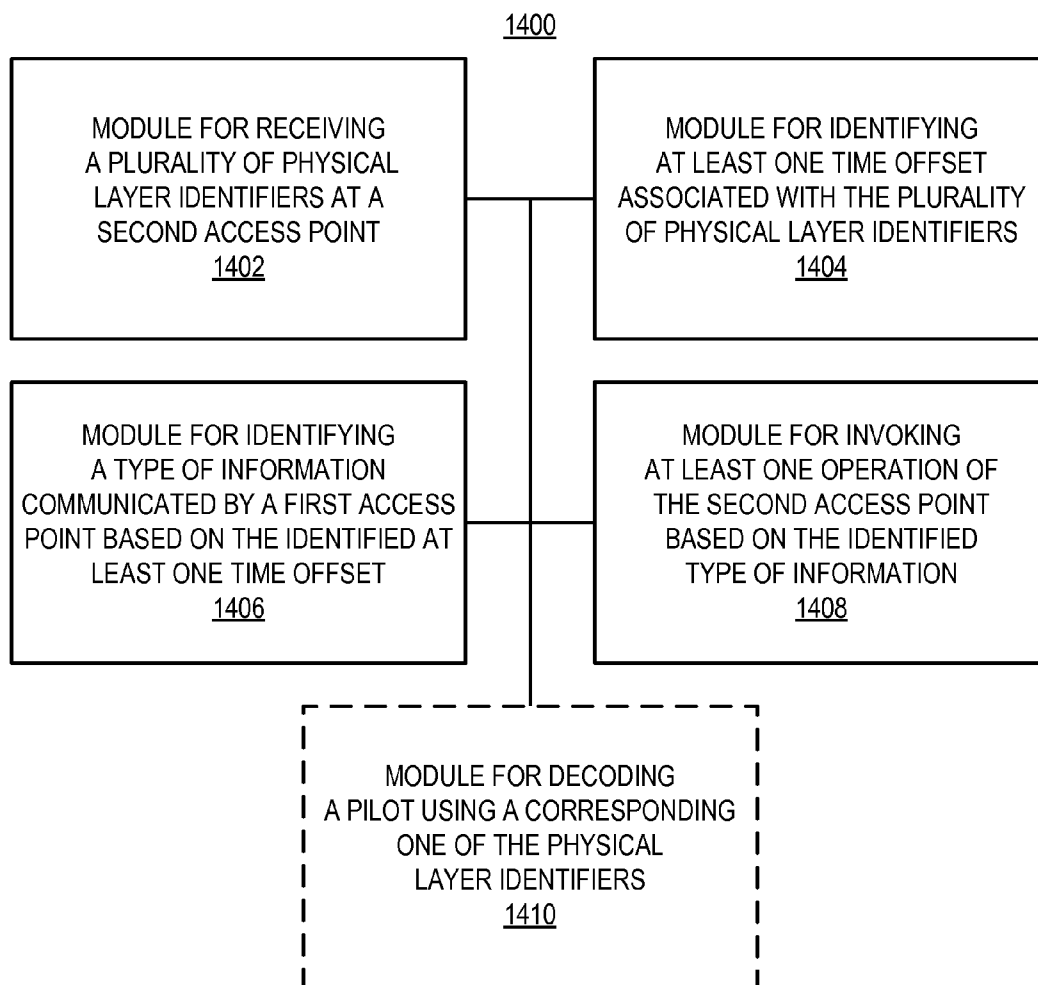 1400
MODULE FOR RECEIVING
A PLURALITY OF PHYSICAL
LAYER IDENTIFIERS AT A
SECOND ACCESS POINT
1402
MODULE FOR IDENTIFYING
AT LEAST ONE TIME OFFSET
ASSOCIATED WITH THE PLURALITY
OF PHYSICAL LAYER IDENTIFIERS
1404
MODULE FOR IDENTIFYING
A TYPE OF INFORMATION
COMMUNICATED BY A FIRST ACCESS
POINT BASED ON THE IDENTIFIED AT
LEAST ONE TIME OFFSET
1406
MODULE FOR INVOKING
AT LEAST ONE OPERATION OF
THE SECOND ACCESS POINT
BASED ON THE IDENTIFIED
TYPE OF INFORMATION
1408
MODULE FOR DECODING
A PILOT USING A CORRESPONDING
ONE OF THE PHYSICAL
LAYER IDENTIFIERS
1410